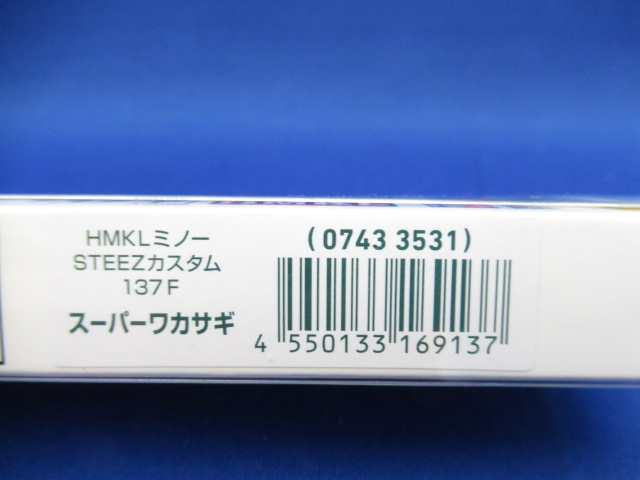 HMKLミノー
STEEZカスタム
137F
スーパーワカサギ
(0743 3531)
4 550133 169137